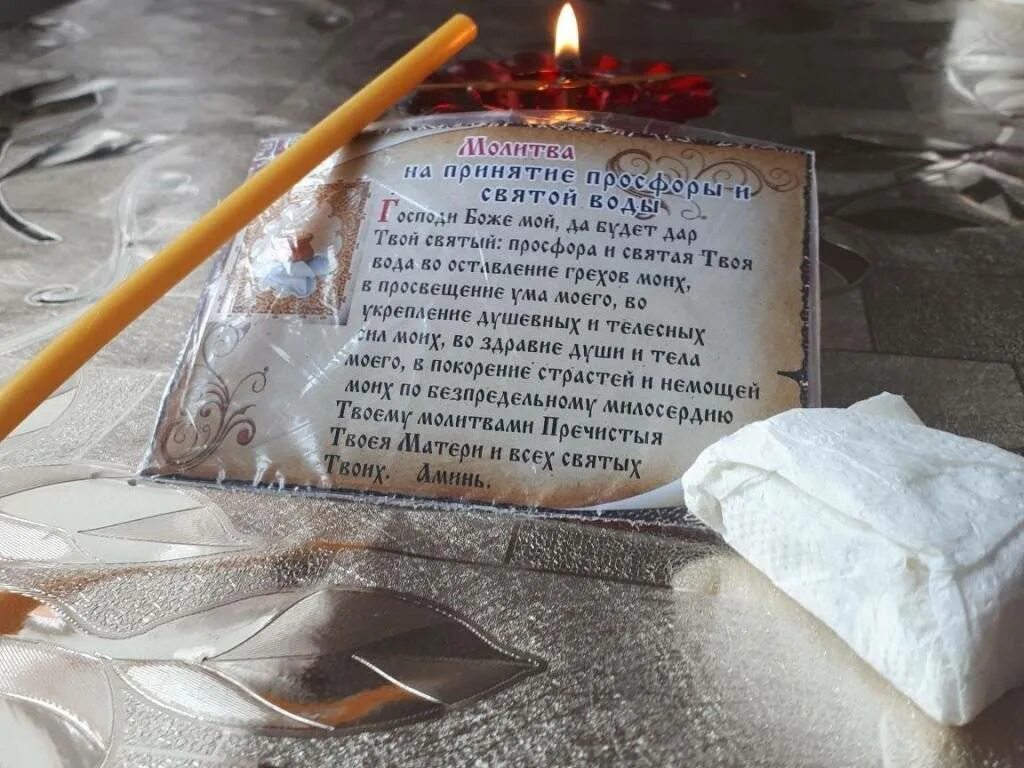 Молитва
на принятие просфоры и
святой воды
Господи Боже мой, да будет дар
Твой святый: просфора и святая Твоя
вода во оставление грехов моих,
в просвещение ума моего, во
укрепление душевных и телесных
сил моих, во здравие души и тела
моего, в покорение страстей и немощей
моих по безпредельному милосердию
Твоему молитвами Пречистыя
Твоея Матери и всех святых
Твоих. Аминь.